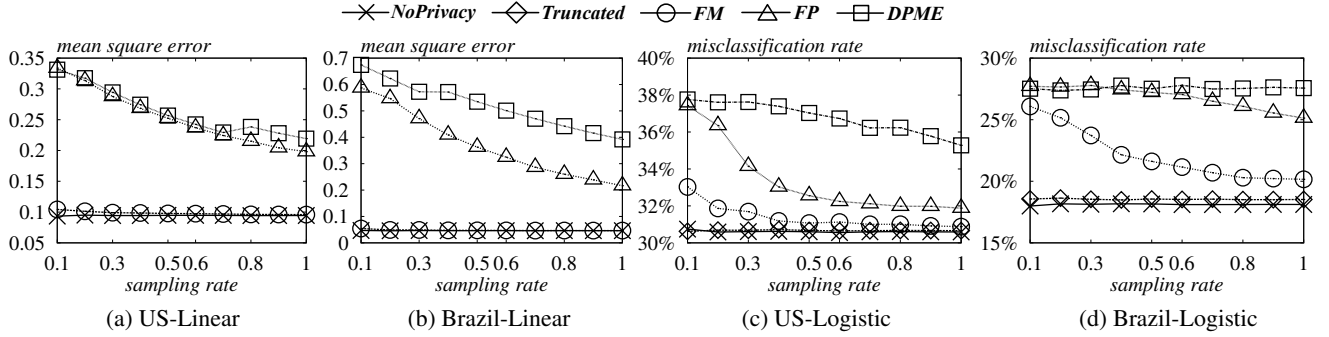 NoPrivacy Truncated FM FP DPME
mean square error
0.35
0.3
0.25
0.2
0.15
0.1
0.05
0.1 0.3 0.5 0.6 0.8 1
sampling rate
(a) US-Linear
mean square error
0.7
0.6
0.5
0.4
0.3
0.2
0.1
0
0.1 0.3 0.5 0.6 0.8 1
sampling rate
(b) Brazil-Linear
misclassification rate
40%
38%
36%
34%
32%
30%
0.1 0.3 0.5 0.6 0.8 1
sampling rate
(c) US-Logistic
misclassification rate
30%
25%
20%
15%
0.1 0.3 0.5 0.6 0.8 1
sampling rate
(d) Brazil-Logistic